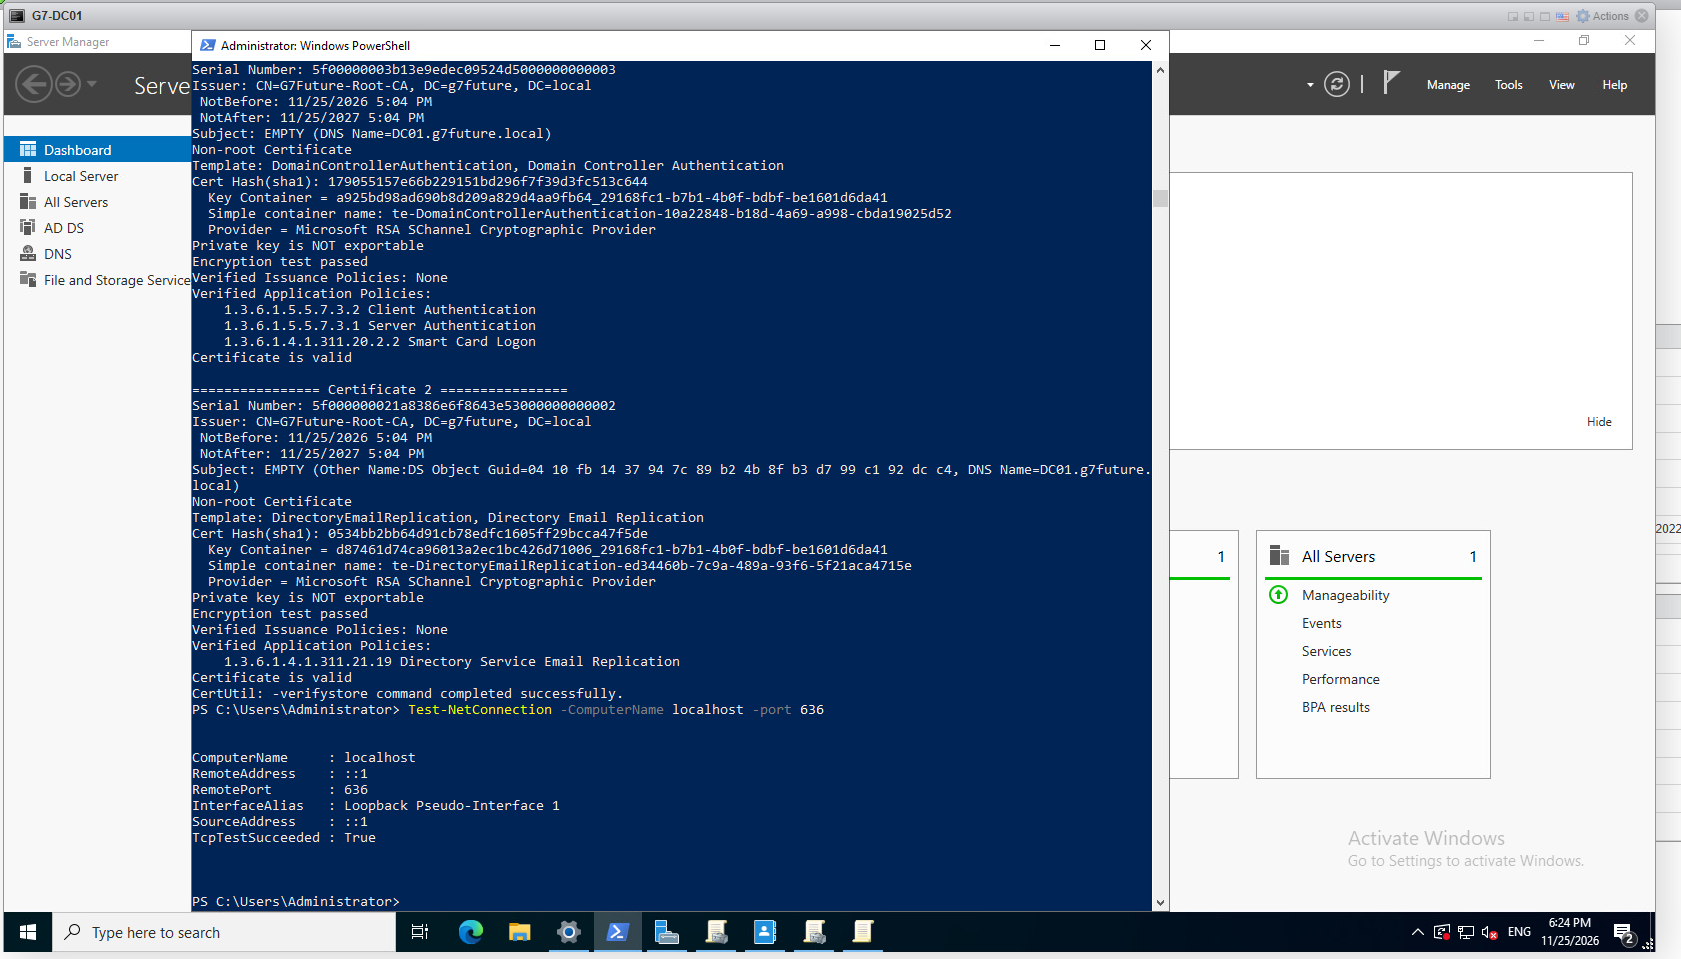 G7-DC01
Actions
Server Manager
Administrator: Windows PowerShell
Serve
Manage
Tools
View
Help
Dashboard
Local Server
All Servers
AD DS
DNS
File and Storage Service
Serial Number: 5f00000003b13e9edec09524d5000000000003
Issuer: CN=G7Future-Root-CA, DC=g7future, DC=local
NotBefore: 11/25/2026 5:04 PM
NotAfter: 11/25/2027 5:04 PM
Subject: EMPTY (DNS Name=DC01.g7future.local)
Non-root Certificate
Template: DomainControllerAuthentication, Domain Controller Authentication
Cert Hash(sha1): 179055157e66b229151bd296f7f39d3fc513c644
Key Container = a925bd98ad690b8d209a829d4aa9fb64_29168fc1-b7b1-4b0f-bdbf-be1601d6da41
Simple container name: te-DomainControllerAuthentication-10a22848-b18d-4a69-a998-cbda19025d52
Provider = Microsoft RSA SChannel Cryptographic Provider
Private key is NOT exportable
Encryption test passed
Verified Issuance Policies: None
Verified Application Policies:
1.3.6.1.5.5.7.3.2 Client Authentication
1.3.6.1.5.5.7.3.1 Server Authentication
1.3.6.1.4.1.311.20.2.2 Smart Card Logon
Certificate is valid
================ Certificate 2 ================
Serial Number: 5f000000021a8386e6f8643e53000000000002
Issuer: CN=G7Future-Root-CA, DC=g7future, DC=local
NotBefore: 11/25/2026 5:04 PM
NotAfter: 11/25/2027 5:04 PM
Subject: EMPTY (Other Name:DS Object Guid=04 10 fb 14 37 94 7c 89 b2 4b 8f b3 d7 99 c1 92 dc c4, DNS Name=DC01.g7future.
local)
Non-root Certificate
Template: DirectoryEmailReplication, Directory Email Replication
Cert Hash(sha1): 0534bb2bb64d91cb78edfc1605ff29bcca47f5de
Key Container = d87461d74ca96013a2ec1bc426d71006_29168fc1-b7b1-4b0f-bdbf-be1601d6da41
Simple container name: te-DirectoryEmailReplication-ed34460b-7c9a-489a-93f6-5f21aca4715e
Provider = Microsoft RSA SChannel Cryptographic Provider
Private key is NOT exportable
Encryption test passed
Verified Issuance Policies: None
Verified Application Policies:
1.3.6.1.4.1.311.21.19 Directory Service Email Replication
Certificate is valid
CertUtil: -verifystore command completed successfully.
PS C:\Users\Administrator> Test-NetConnection -ComputerName localhost -port 636
ComputerName : localhost
RemoteAddress : ::1
RemotePort : 636
InterfaceAlias : Loopback Pseudo-Interface 1
SourceAddress : ::1
TcpTestSucceeded : True
PS C:\Users\Administrator>
Hide
2022
1
All Servers 1
Manageability
Events
Services
Performance
BPA results
Activate Windows
Go to Settings to activate Windows.
Type here to search
ENG
6:24 PM
11/25/2026
2